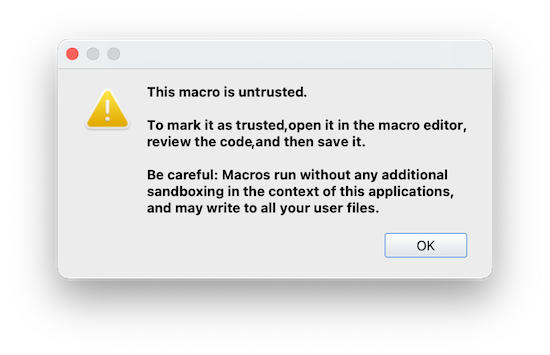 This macro is untrusted.
To mark it as trusted,open it in the macro editor,
review the code,and then save it.
Be careful: Macros run without any additional
sandboxing in the context of this applications,
and may write to all your user files.
OK